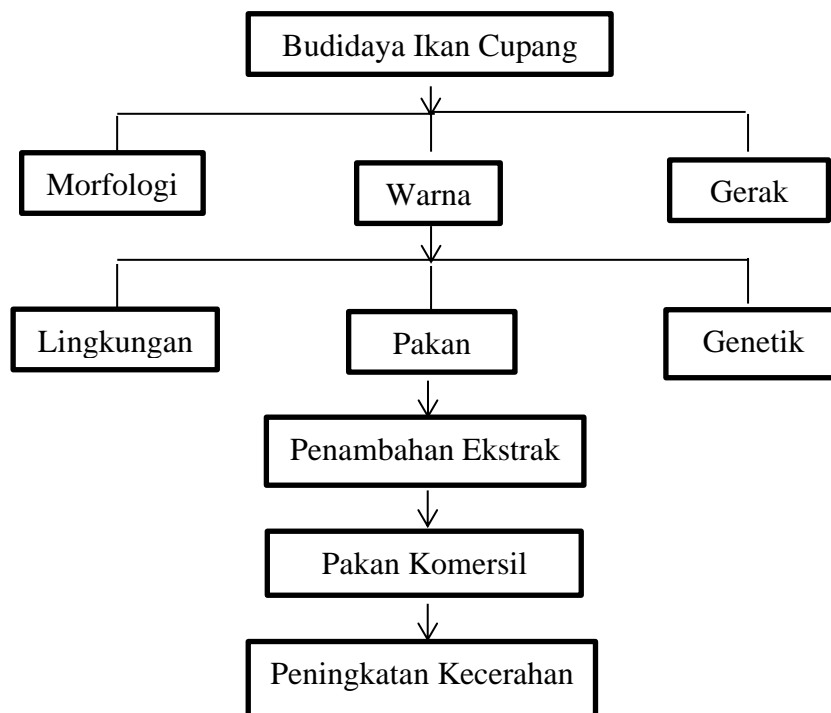 Budidaya Ikan Cupang
Morfologi
Warna
Gerak
Lingkungan
Pakan
Genetik
Penambahan Ekstrak
Pakan Komersil
Peningkatan Kecerahan